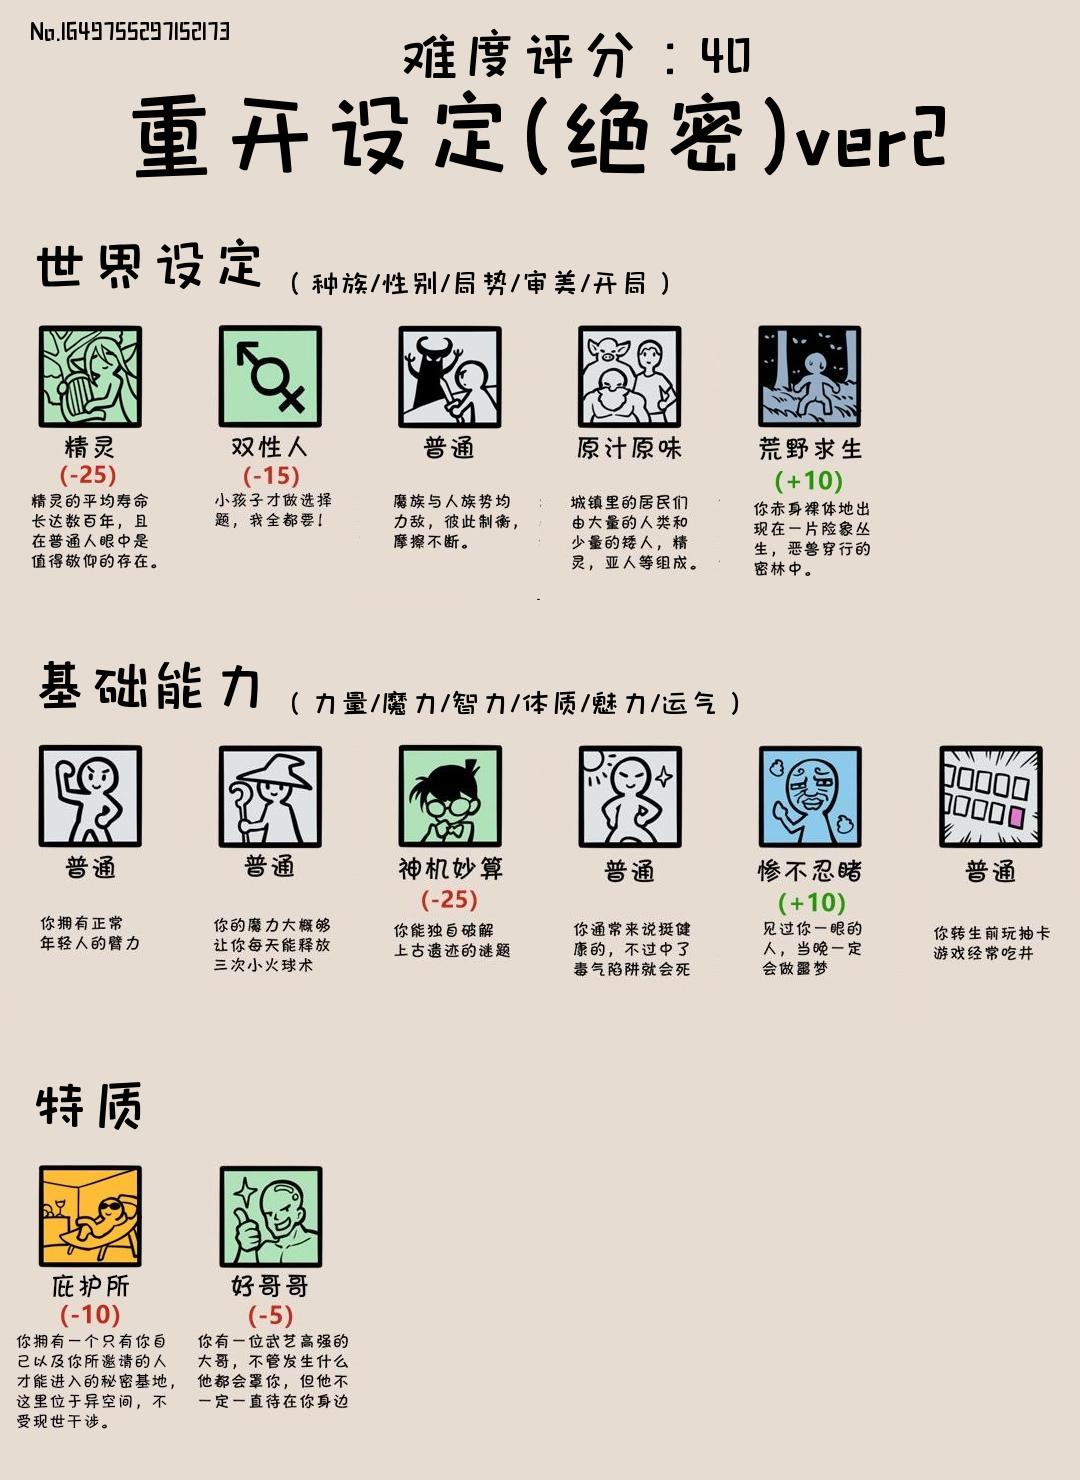 No.1649755297152173
难度评分：40
重开设定(绝密)ver2
世界设定（种族/性别/局势/审美/开局）
精灵
(-25)
精灵的平均寿命
长达数百年，且
在普通人眼中是
值得敬仰的存在。
双性人
(-15)
小孩子才做选择
题，我全都要！
普通
魔族与人族势均
力敌，彼此制衡，
摩擦不断。
原汁原味
城镇里的居民们
由大量的人类和
少量的矮人，精
灵，亚人等组成。
荒野求生
(+10)
你赤身裸体地出
现在一片险象丛
生，恶兽穿行的
密林中。
基础能力（力量/魔力/智力/体质/魅力/运气）
普通
你拥有正常
年轻人的臂力
普通
你的魔力大概够
让你每天能释放
三次小火球术
神机妙算
(-25)
你能独自破解
上古遗迹的谜题
普通
你通常来说挺健
康的，不过中了
毒气陷阱就会死
惨不忍睹
(+10)
见过你一眼的
人，当晚一定
会做噩梦
普通
你转生前玩抽卡
游戏经常吃井
特质
庇护所
(-10)
你拥有一个只有你自
己以及你所邀请的人
才能进入的秘密基地，
这里位于异空间，不
受现世干涉。
好哥哥
(-5)
你有一位武艺高强的
大哥，不管发生什么
他都会罩你，但他不
一定一直待在你身边